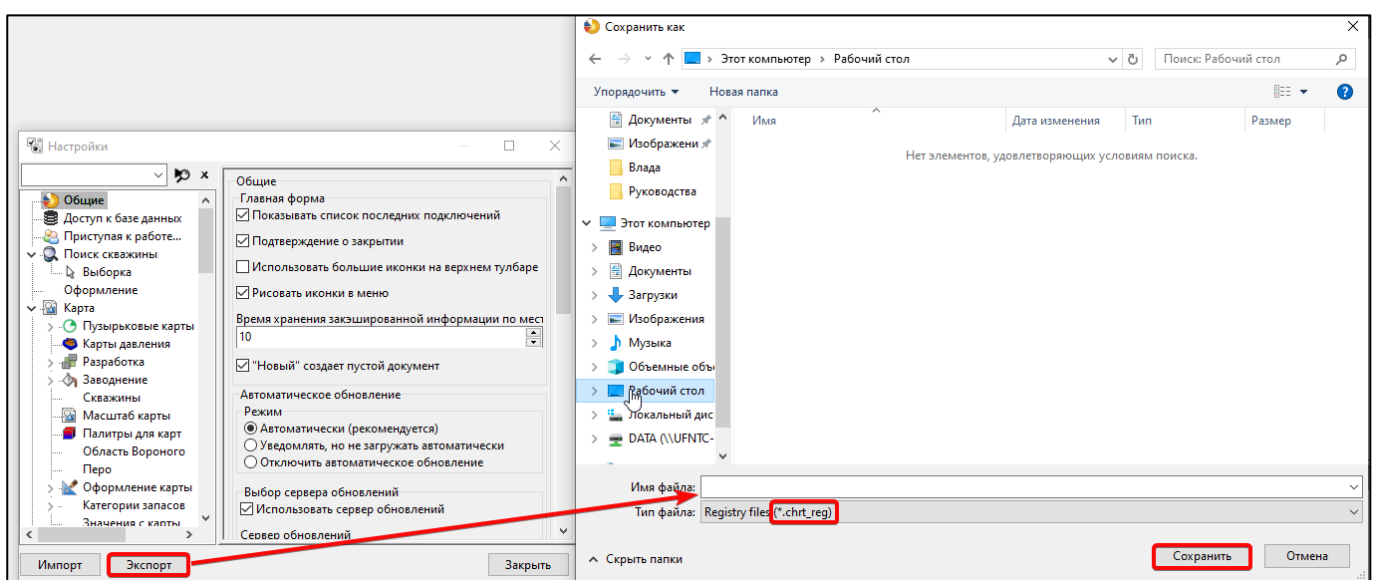 Настройки
Общие
Доступ к базе данных
Приступая к работе...
Поиск скважины
Выборка
Оформление
Карта
Пузырьковые карты
Карты давления
Разработка
Заводнение
Скважины
Масштаб карты
Палитры для карт
Область Вороного
Перо
Оформление карты
Категории запасов
Значения с карты
Импорт
Экспорт
Общие
Главная форма
Показывать список последних подключений
Подтверждение о закрытии
Использовать большие иконки на верхнем тулбаре
Рисовать иконки в меню
Время хранения закэшированной информации по мест
10
"Новый" создает пустой документ
Автоматическое обновление
Режим
Автоматически (рекомендуется)
Уведомлять, но не загружать автоматически
Отключить автоматическое обновление
Выбор сервера обновлений
Использовать сервер обновлений
Сервер обновлений
Закрыть
Сохранить как
Этот компьютер > Рабочий стол
Поиск: Рабочий стол
Упорядочить
Новая папка
Документы
Изображени
Влада
Руководства
Этот компьютер
Видео
Документы
Загрузки
Изображения
Музыка
Объемные объ
Рабочий стол
Локальный дис
DATA (\\UFNTC-
Имя
Дата изменения
Тип
Размер
Нет элементов, удовлетворяющих условиям поиска.
Имя файла:
Тип файла: Registry files (*.chrt_reg)
Скрыть папки
Сохранить
Отмена